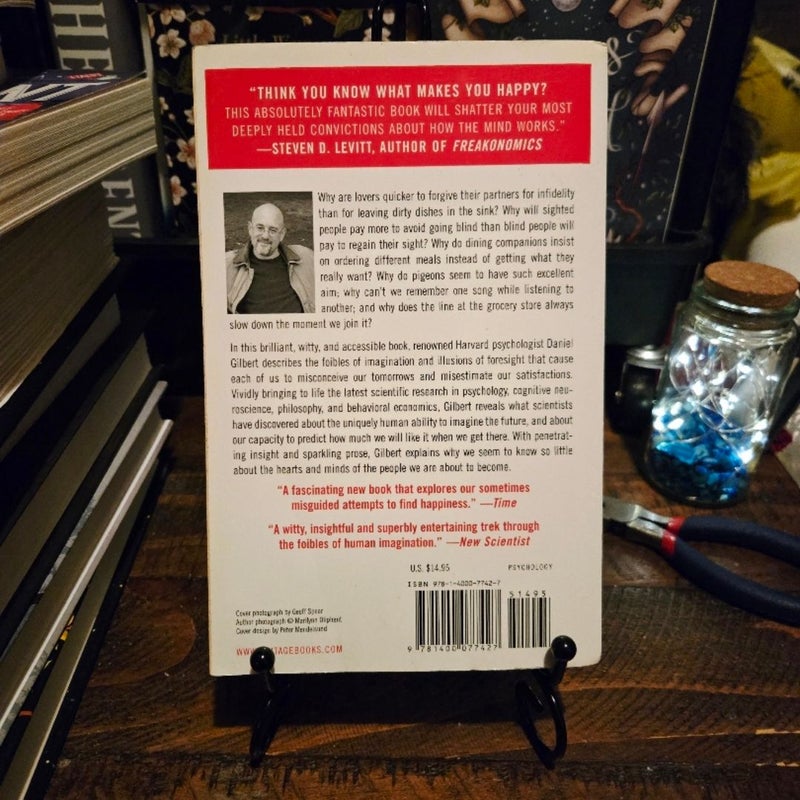 "THINK YOU KNOW WHAT MAKES YOU HAPPY?
THIS ABSOLUTELY FANTASTIC BOOK WILL SHATTER YOUR MOST
DEEPLY HELD CONVICTIONS ABOUT HOW THE MIND WORKS."
—STEVEN D. LEVITT, AUTHOR OF FREAKONOMICS
Why are lovers quicker to forgive their partners for infidelity
than for leaving dirty dishes in the sink? Why will sighted
people pay more to avoid going blind than blind people will
pay to regain their sight? Why do dining companions insist
on ordering different meals instead of getting what they
really want? Why do pigeons seem to have such excellent
aim; why can't we remember one song while listening to
another; and why does the line at the grocery store always
slow down the moment we join it?
In this brilliant, witty, and accessible book, renowned Harvard psychologist Daniel
Gilbert describes the foibles of imagination and illusions of foresight that cause
each of us to misconceive our tomorrows and misestimate our satisfactions.
Vividly bringing to life the latest scientific research in psychology, cognitive neu-
roscience, philosophy, and behavioral economics, Gilbert reveals what scientists
have discovered about the uniquely human ability to imagine the future, and about
our capacity to predict how much we will like it when we get there. With penetrat-
ing insight and sparkling prose, Gilbert explains why we seem to know so little
about the hearts and minds of the people we are about to become.
"A fascinating new book that explores our sometimes
misguided attempts to find happiness." —Time
"A witty, insightful and superbly entertaining trek through
the foibles of human imagination." —New Scientist
U.S. $14.95 PSYCHOLOGY
ISBN 978-1-4000-7742-7
51495
9 781400 077427
Cover photograph by Geoff Spear
Author photograph © Marilynn Oliphant
Cover design by Peter Mendelsund